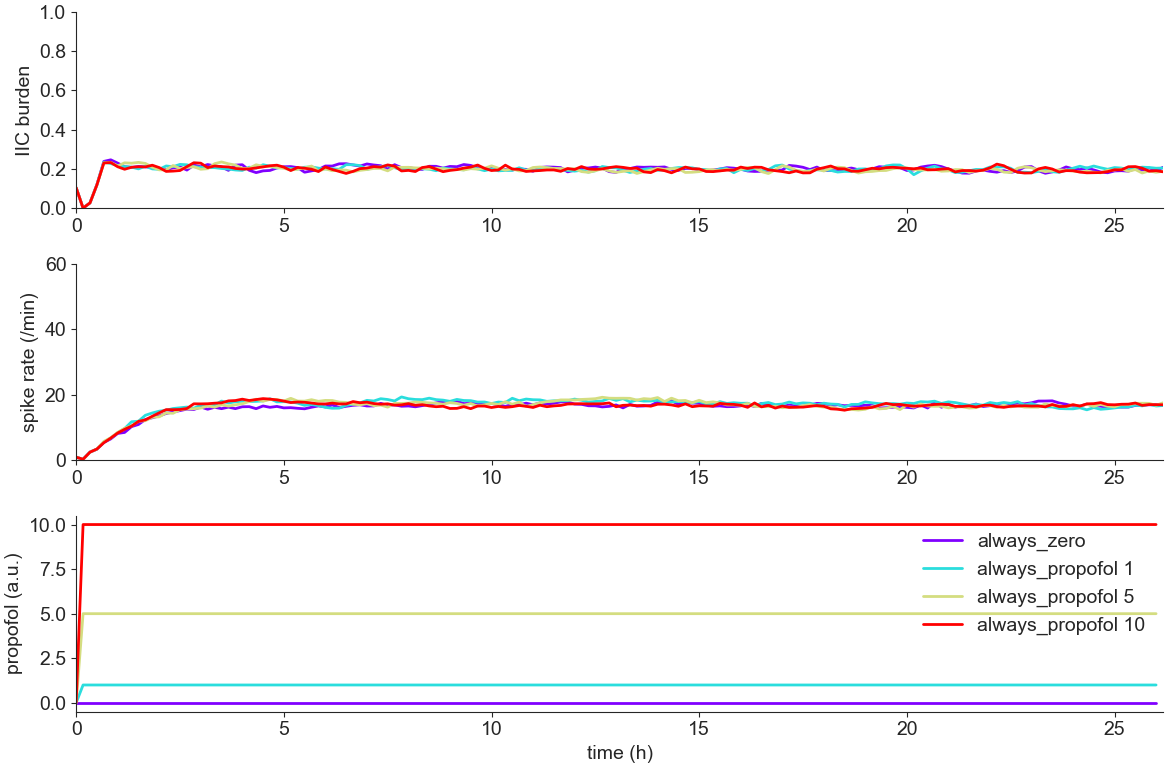 IIC burden
1.0
0.8
0.6
0.4
0.2
0.0
0 5 10 15 20 25
spike rate (/min)
60
40
20
0
0 5 10 15 20 25
propofol (a.u.)
10.0
7.5
5.0
2.5
0.0
always_zero
always_propofol 1
always_propofol 5
always_propofol 10
0 5 10 15 20 25
time (h)